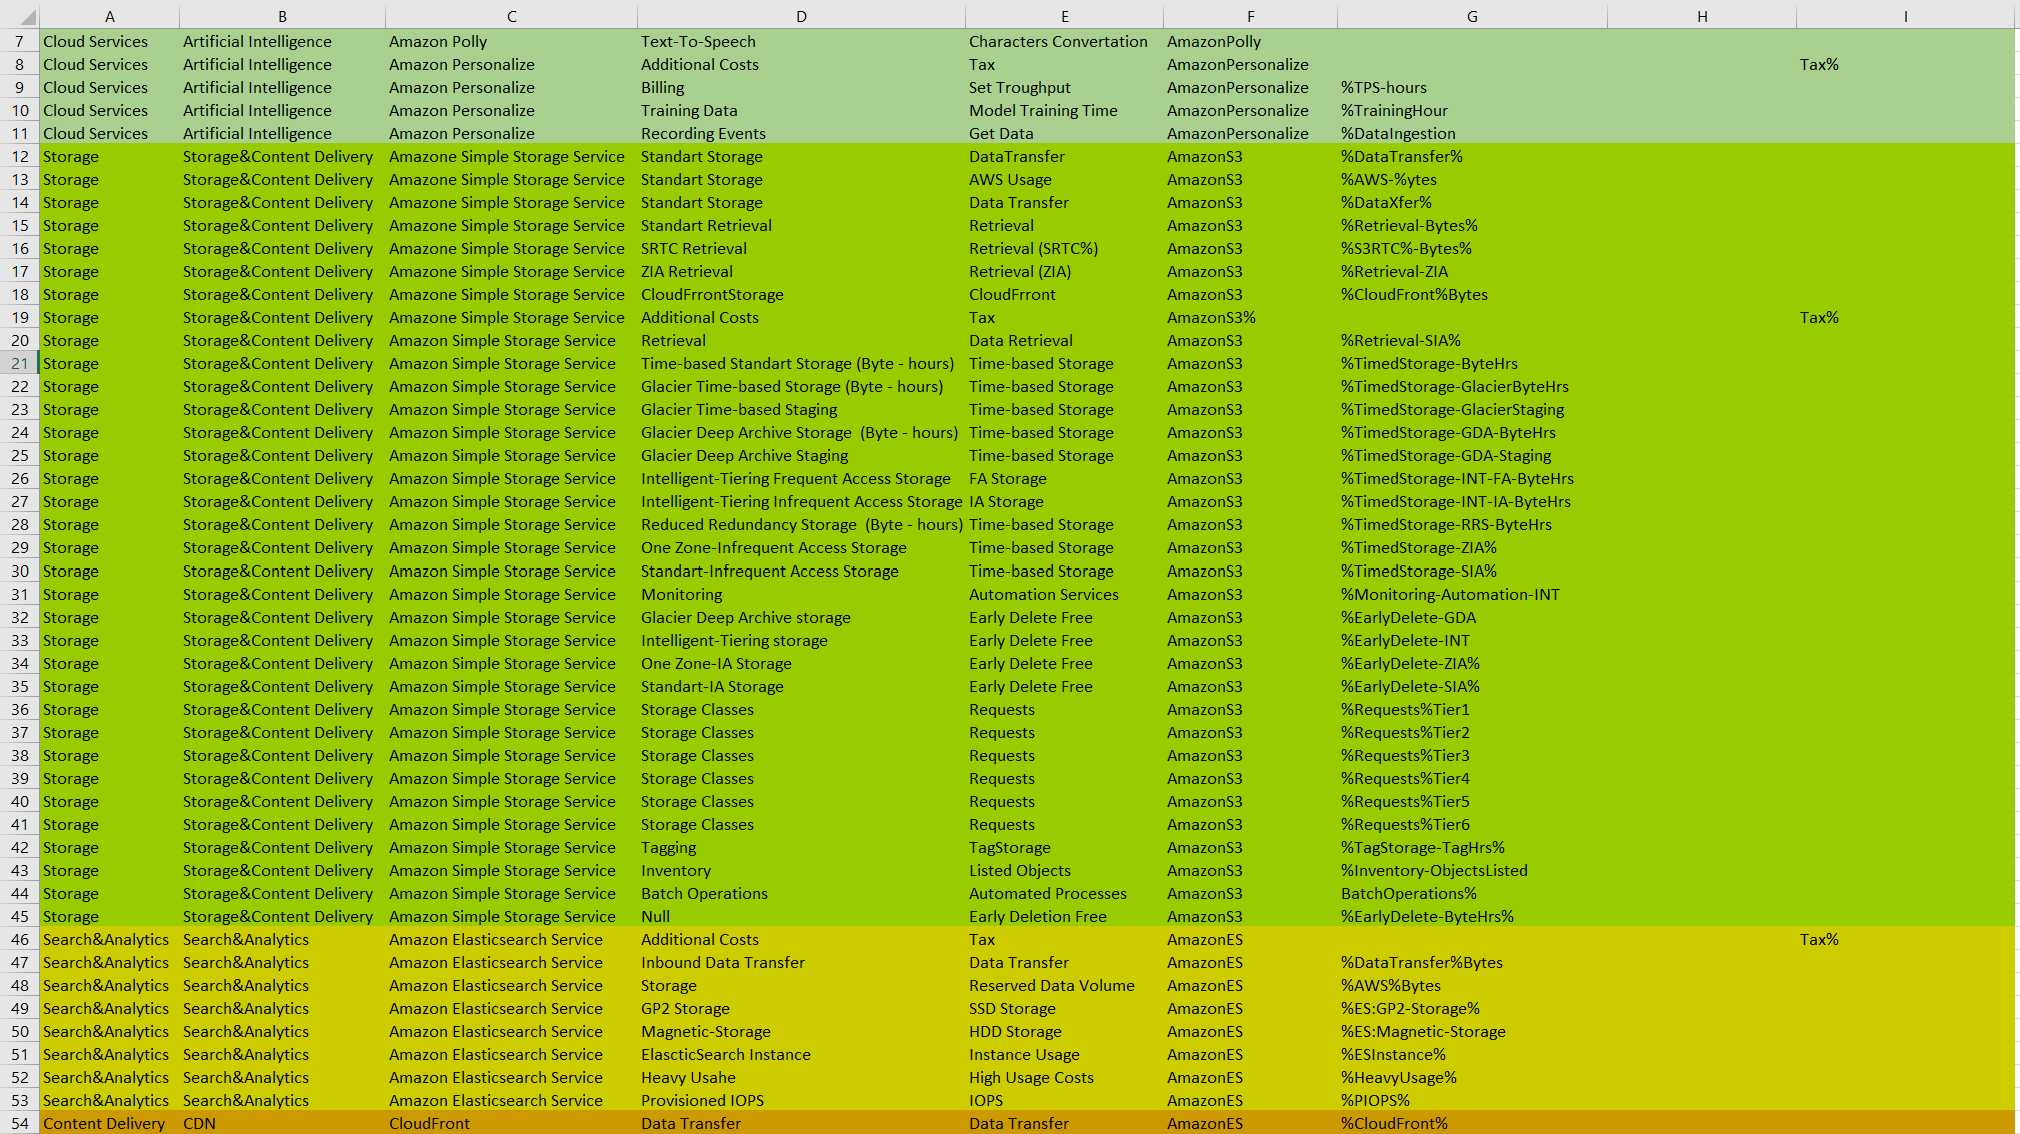 A B C D E F G H I
7 Cloud Services Artificial Intelligence Amazon Polly Text-To-Speech Characters Convertation AmazonPolly
8 Cloud Services Artificial Intelligence Amazon Personalize Additional Costs Tax AmazonPersonalize Tax%
9 Cloud Services Artificial Intelligence Amazon Personalize Billing Set Troughput AmazonPersonalize %TPS-hours
10 Cloud Services Artificial Intelligence Amazon Personalize Training Data Model Training Time AmazonPersonalize %TrainingHour
11 Cloud Services Artificial Intelligence Amazon Personalize Recording Events Get Data AmazonPersonalize %DataIngestion
12 Storage Storage&Content Delivery Amazone Simple Storage Service Standart Storage DataTransfer AmazonS3 %DataTransfer%
13 Storage Storage&Content Delivery Amazone Simple Storage Service Standart Storage AWS Usage AmazonS3 %AWS-%ytes
14 Storage Storage&Content Delivery Amazone Simple Storage Service Standart Storage Data Transfer AmazonS3 %DataXfer%
15 Storage Storage&Content Delivery Amazone Simple Storage Service Standart Retrieval Retrieval AmazonS3 %Retrieval-Bytes%
16 Storage Storage&Content Delivery Amazone Simple Storage Service SRTC Retrieval Retrieval (SRTC%) AmazonS3 %S3RTC%-Bytes%
17 Storage Storage&Content Delivery Amazone Simple Storage Service ZIA Retrieval Retrieval (ZIA) AmazonS3 %Retrieval-ZIA
18 Storage Storage&Content Delivery Amazone Simple Storage Service CloudFrrontStorage CloudFrront AmazonS3 %CloudFront%Bytes
19 Storage Storage&Content Delivery Amazone Simple Storage Service Additional Costs Tax AmazonS3% Tax%
20 Storage Storage&Content Delivery Amazon Simple Storage Service Retrieval Data Retrieval AmazonS3 %Retrieval-SIA%
21 Storage Storage&Content Delivery Amazon Simple Storage Service Time-based Standart Storage (Byte - hours) Time-based Storage AmazonS3 %TimedStorage-ByteHrs
22 Storage Storage&Content Delivery Amazon Simple Storage Service Glacier Time-based Storage (Byte - hours) Time-based Storage AmazonS3 %TimedStorage-GlacierByteHrs
23 Storage Storage&Content Delivery Amazon Simple Storage Service Glacier Time-based Staging Time-based Storage AmazonS3 %TimedStorage-GlacierStaging
24 Storage Storage&Content Delivery Amazon Simple Storage Service Glacier Deep Archive Storage (Byte - hours) Time-based Storage AmazonS3 %TimedStorage-GDA-ByteHrs
25 Storage Storage&Content Delivery Amazon Simple Storage Service Glacier Deep Archive Staging Time-based Storage AmazonS3 %TimedStorage-GDA-Staging
26 Storage Storage&Content Delivery Amazon Simple Storage Service Intelligent-Tiering Frequent Access Storage FA Storage AmazonS3 %TimedStorage-INT-FA-ByteHrs
27 Storage Storage&Content Delivery Amazon Simple Storage Service Intelligent-Tiering Infrequent Access Storage IA Storage AmazonS3 %TimedStorage-INT-IA-ByteHrs
28 Storage Storage&Content Delivery Amazon Simple Storage Service Reduced Redundancy Storage (Byte - hours) Time-based Storage AmazonS3 %TimedStorage-RRS-ByteHrs
29 Storage Storage&Content Delivery Amazon Simple Storage Service One Zone-Infrequent Access Storage Time-based Storage AmazonS3 %TimedStorage-ZIA%
30 Storage Storage&Content Delivery Amazon Simple Storage Service Standart-Infrequent Access Storage Time-based Storage AmazonS3 %TimedStorage-SIA%
31 Storage Storage&Content Delivery Amazon Simple Storage Service Monitoring Automation Services AmazonS3 %Monitoring-Automation-INT
32 Storage Storage&Content Delivery Amazon Simple Storage Service Glacier Deep Archive storage Early Delete Free AmazonS3 %EarlyDelete-GDA
33 Storage Storage&Content Delivery Amazon Simple Storage Service Intelligent-Tiering storage Early Delete Free AmazonS3 %EarlyDelete-INT
34 Storage Storage&Content Delivery Amazon Simple Storage Service One Zone-IA Storage Early Delete Free AmazonS3 %EarlyDelete-ZIA%
35 Storage Storage&Content Delivery Amazon Simple Storage Service Standart-IA Storage Early Delete Free AmazonS3 %EarlyDelete-SIA%
36 Storage Storage&Content Delivery Amazon Simple Storage Service Storage Classes Requests AmazonS3 %Requests%Tier1
37 Storage Storage&Content Delivery Amazon Simple Storage Service Storage Classes Requests AmazonS3 %Requests%Tier2
38 Storage Storage&Content Delivery Amazon Simple Storage Service Storage Classes Requests AmazonS3 %Requests%Tier3
39 Storage Storage&Content Delivery Amazon Simple Storage Service Storage Classes Requests AmazonS3 %Requests%Tier4
40 Storage Storage&Content Delivery Amazon Simple Storage Service Storage Classes Requests AmazonS3 %Requests%Tier5
41 Storage Storage&Content Delivery Amazon Simple Storage Service Storage Classes Requests AmazonS3 %Requests%Tier6
42 Storage Storage&Content Delivery Amazon Simple Storage Service Tagging TagStorage AmazonS3 %TagStorage-TagHrs%
43 Storage Storage&Content Delivery Amazon Simple Storage Service Inventory Listed Objects AmazonS3 %Inventory-ObjectsListed
44 Storage Storage&Content Delivery Amazon Simple Storage Service Batch Operations Automated Processes AmazonS3 BatchOperations%
45 Storage Storage&Content Delivery Amazon Simple Storage Service Null Early Deletion Free AmazonS3 %EarlyDelete-ByteHrs%
46 Search&Analytics Search&Analytics Amazon Elasticsearch Service Additional Costs Tax AmazonES Tax%
47 Search&Analytics Search&Analytics Amazon Elasticsearch Service Inbound Data Transfer Data Transfer AmazonES %DataTransfer%Bytes
48 Search&Analytics Search&Analytics Amazon Elasticsearch Service Storage Reserved Data Volume AmazonES %AWS%Bytes
49 Search&Analytics Search&Analytics Amazon Elasticsearch Service GP2 Storage SSD Storage AmazonES %ES:GP2-Storage%
50 Search&Analytics Search&Analytics Amazon Elasticsearch Service Magnetic-Storage HDD Storage AmazonES %ES:Magnetic-Storage
51 Search&Analytics Search&Analytics Amazon Elasticsearch Service ElascticSearch Instance Instance Usage AmazonES %ESInstance%
52 Search&Analytics Search&Analytics Amazon Elasticsearch Service Heavy Usahe High Usage Costs AmazonES %HeavyUsage%
53 Search&Analytics Search&Analytics Amazon Elasticsearch Service Provisioned IOPS IOPS AmazonES %PIOPS%
54 Content Delivery CDN CloudFront Data Transfer Data Transfer AmazonES %CloudFront%